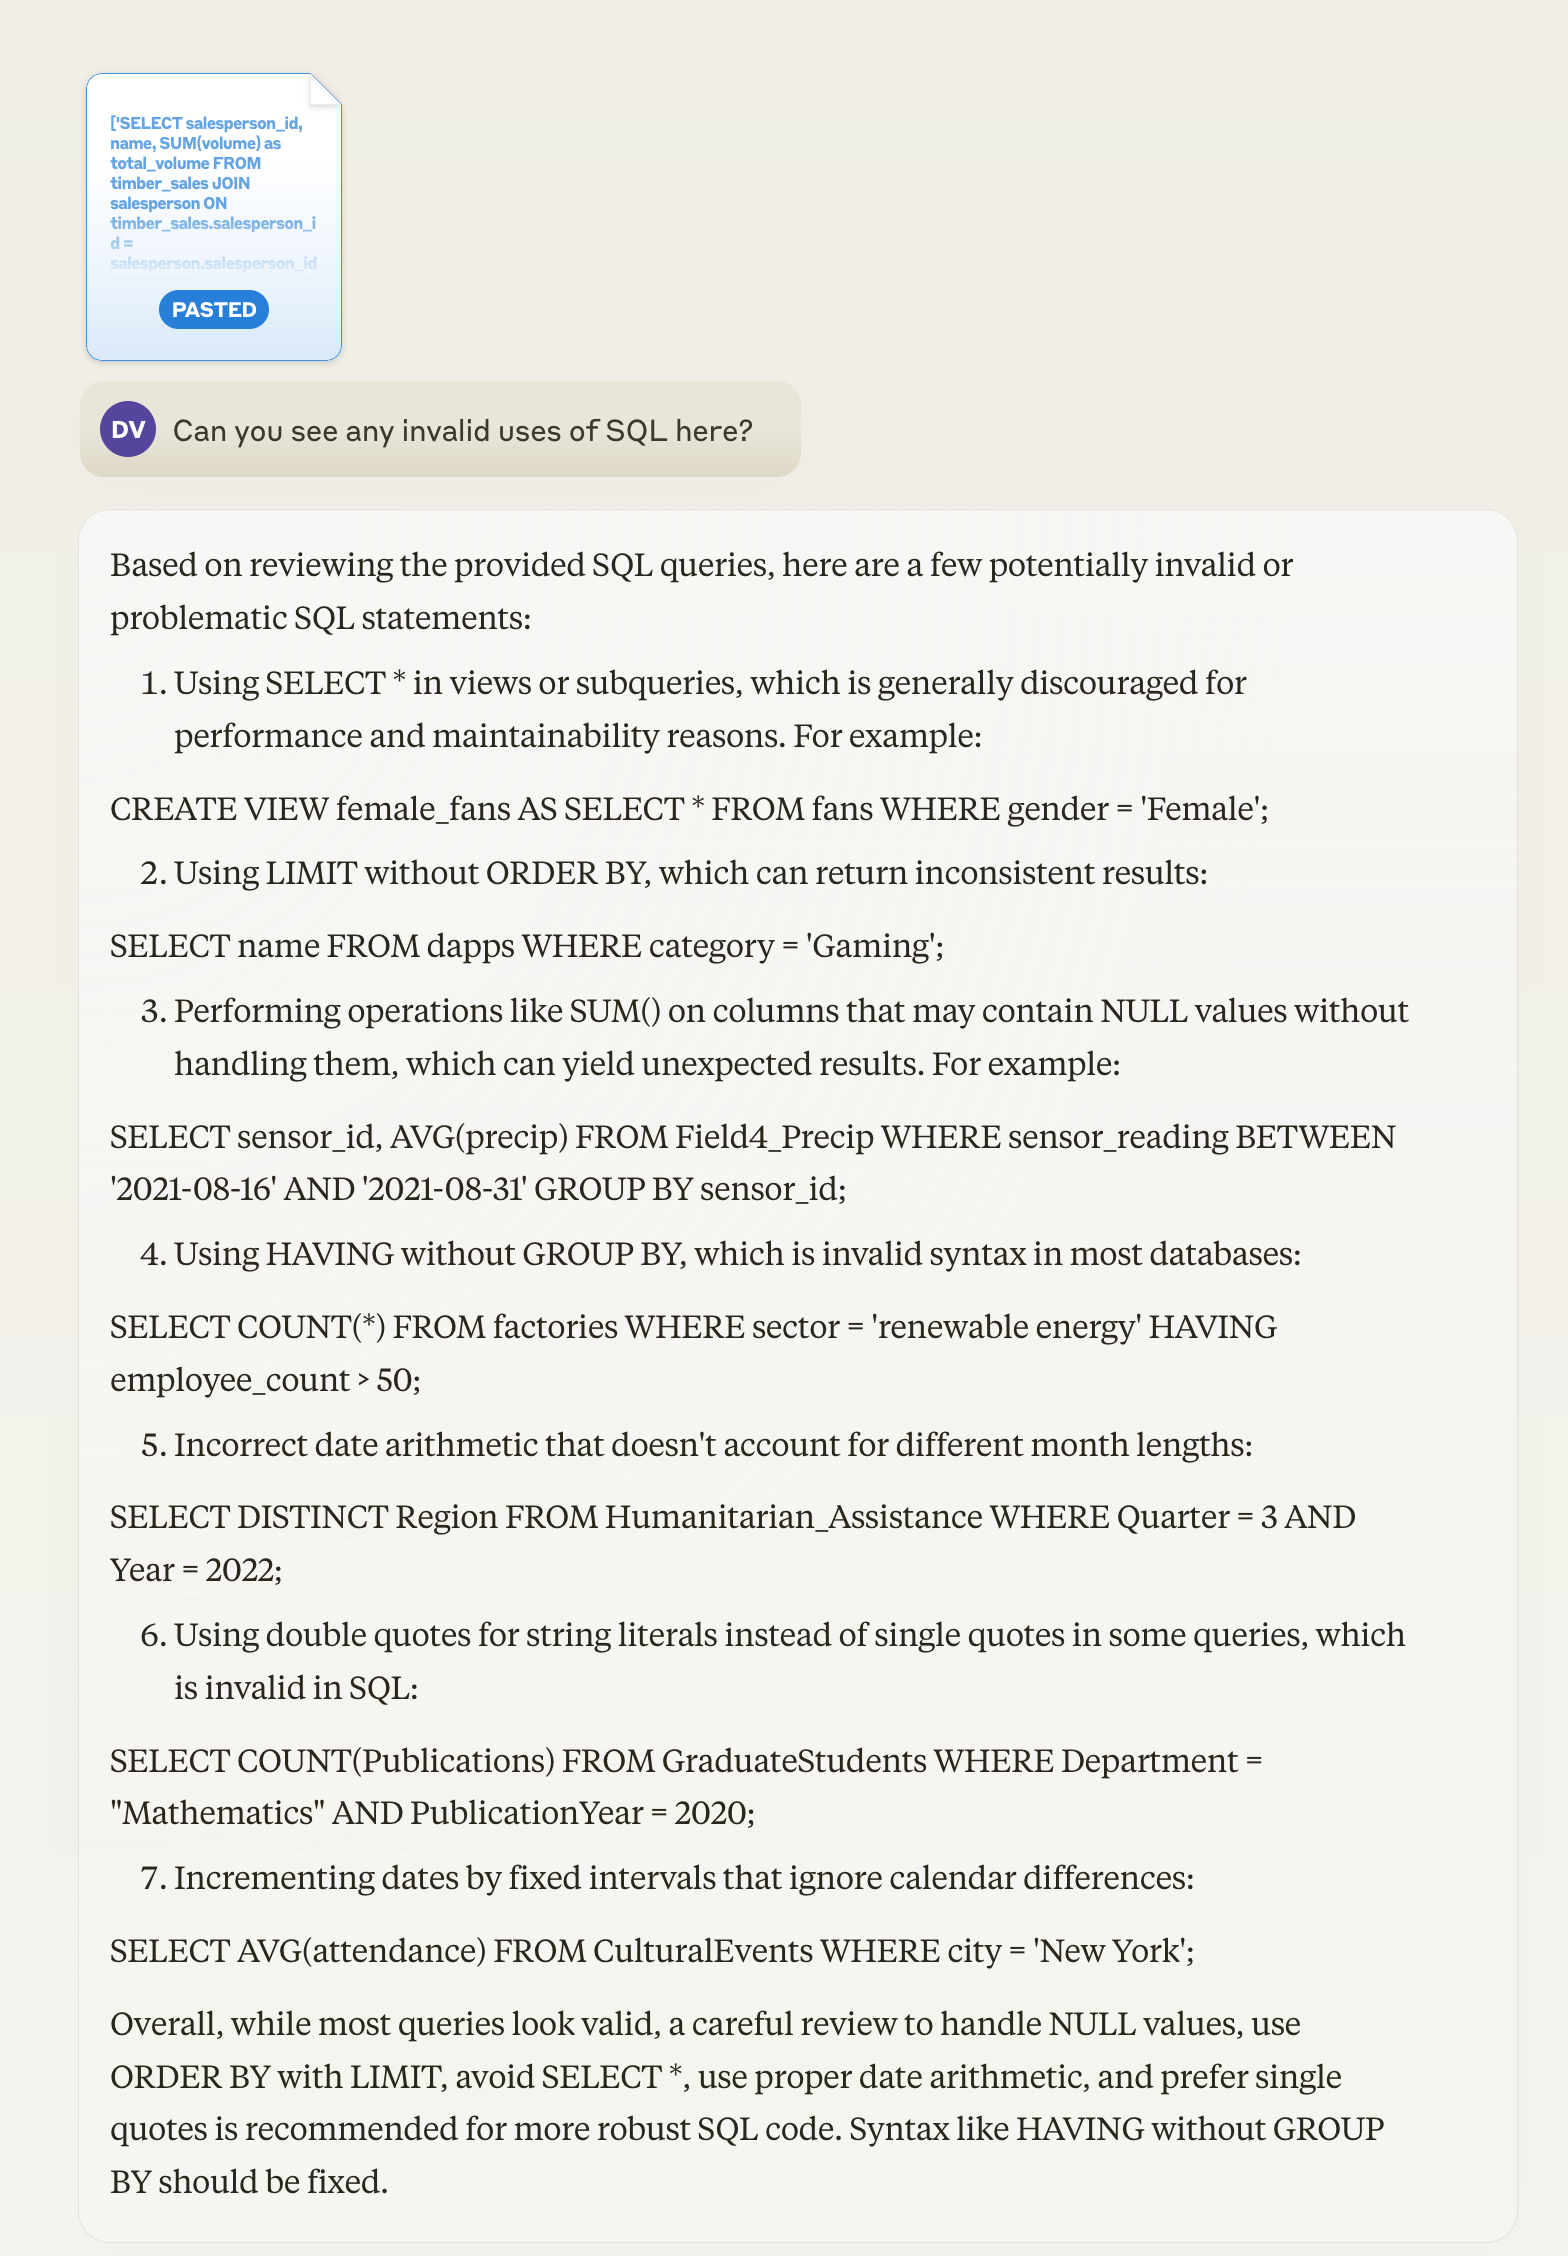 ['SELECT salesperson_id,
name, SUM(volume) as
total_volume FROM
timber_sales JOIN
salesperson ON
timber_sales.salesperson_i
d =
salesperson.salesperson_id
PASTED
DV Can you see any invalid uses of SQL here?
Based on reviewing the provided SQL queries, here are a few potentially invalid or
problematic SQL statements:
1. Using SELECT * in views or subqueries, which is generally discouraged for
performance and maintainability reasons. For example:
CREATE VIEW female_fans AS SELECT * FROM fans WHERE gender = 'Female';
2. Using LIMIT without ORDER BY, which can return inconsistent results:
SELECT name FROM dapps WHERE category = 'Gaming';
3. Performing operations like SUM() on columns that may contain NULL values without
handling them, which can yield unexpected results. For example:
SELECT sensor_id, AVG(precip) FROM Field4_Precip WHERE sensor_reading BETWEEN
'2021-08-16' AND '2021-08-31' GROUP BY sensor_id;
4. Using HAVING without GROUP BY, which is invalid syntax in most databases:
SELECT COUNT(*) FROM factories WHERE sector = 'renewable energy' HAVING
employee_count > 50;
5. Incorrect date arithmetic that doesn't account for different month lengths:
SELECT DISTINCT Region FROM Humanitarian_Assistance WHERE Quarter = 3 AND
Year = 2022;
6. Using double quotes for string literals instead of single quotes in some queries, which
is invalid in SQL:
SELECT COUNT(Publications) FROM GraduateStudents WHERE Department =
"Mathematics" AND PublicationYear = 2020;
7. Incrementing dates by fixed intervals that ignore calendar differences:
SELECT AVG(attendance) FROM CulturalEvents WHERE city = 'New York';
Overall, while most queries look valid, a careful review to handle NULL values, use
ORDER BY with LIMIT, avoid SELECT *, use proper date arithmetic, and prefer single
quotes is recommended for more robust SQL code. Syntax like HAVING without GROUP
BY should be fixed.